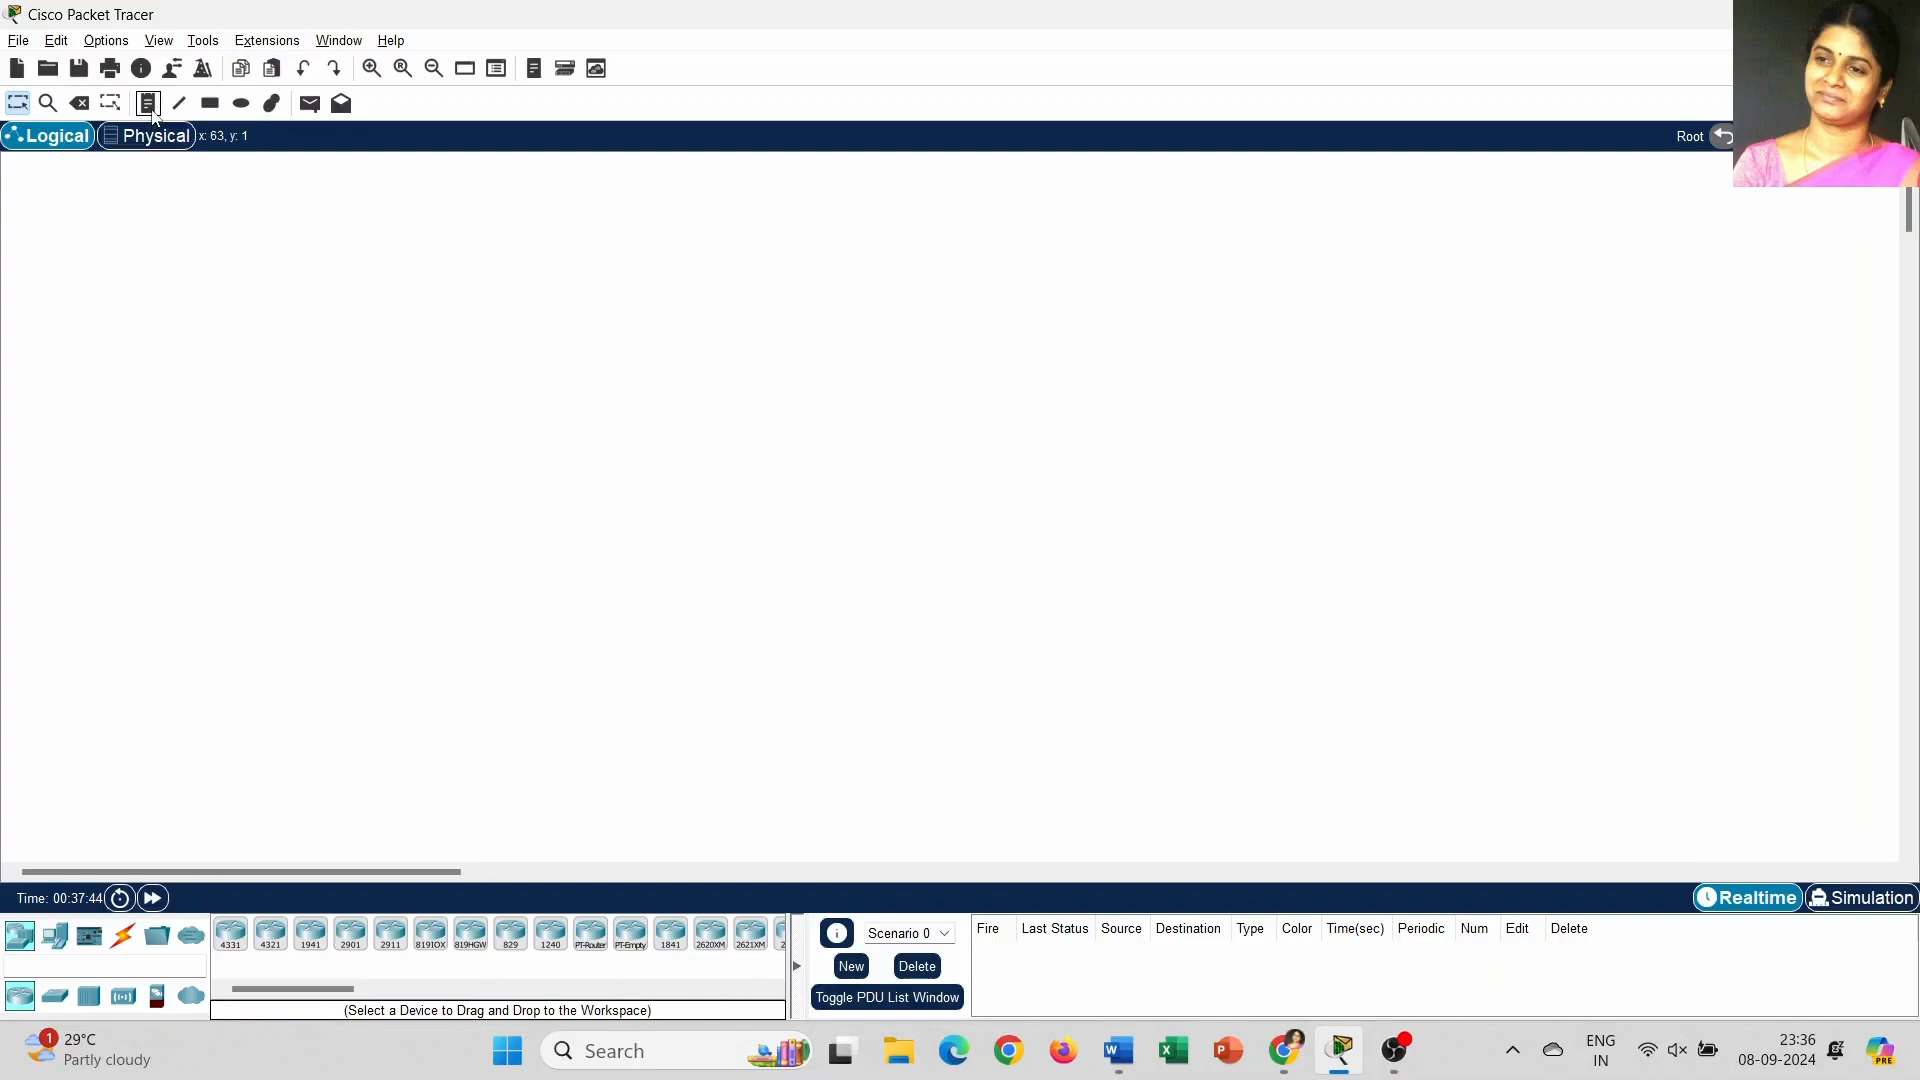 Cisco Packet Tracer
File Edit Options View Tools Extensions Window Help
Logical Physical x: 63, y: 1 Root
Time: 00:37:44 Realtime Simulation
4331 4321 1941 2901 2911 819IOX 819HGW 829 1240 PT-Router PT-Empty 1841 2620XM 2621XM 2
(Select a Device to Drag and Drop to the Workspace)
Scenario 0
New Delete
Toggle PDU List Window
Fire Last Status Source Destination Type Color Time(sec) Periodic Num Edit Delete
1 29°C
Partly cloudy
Search
W X P
ENG
IN
23:36
08-09-2024
PRE